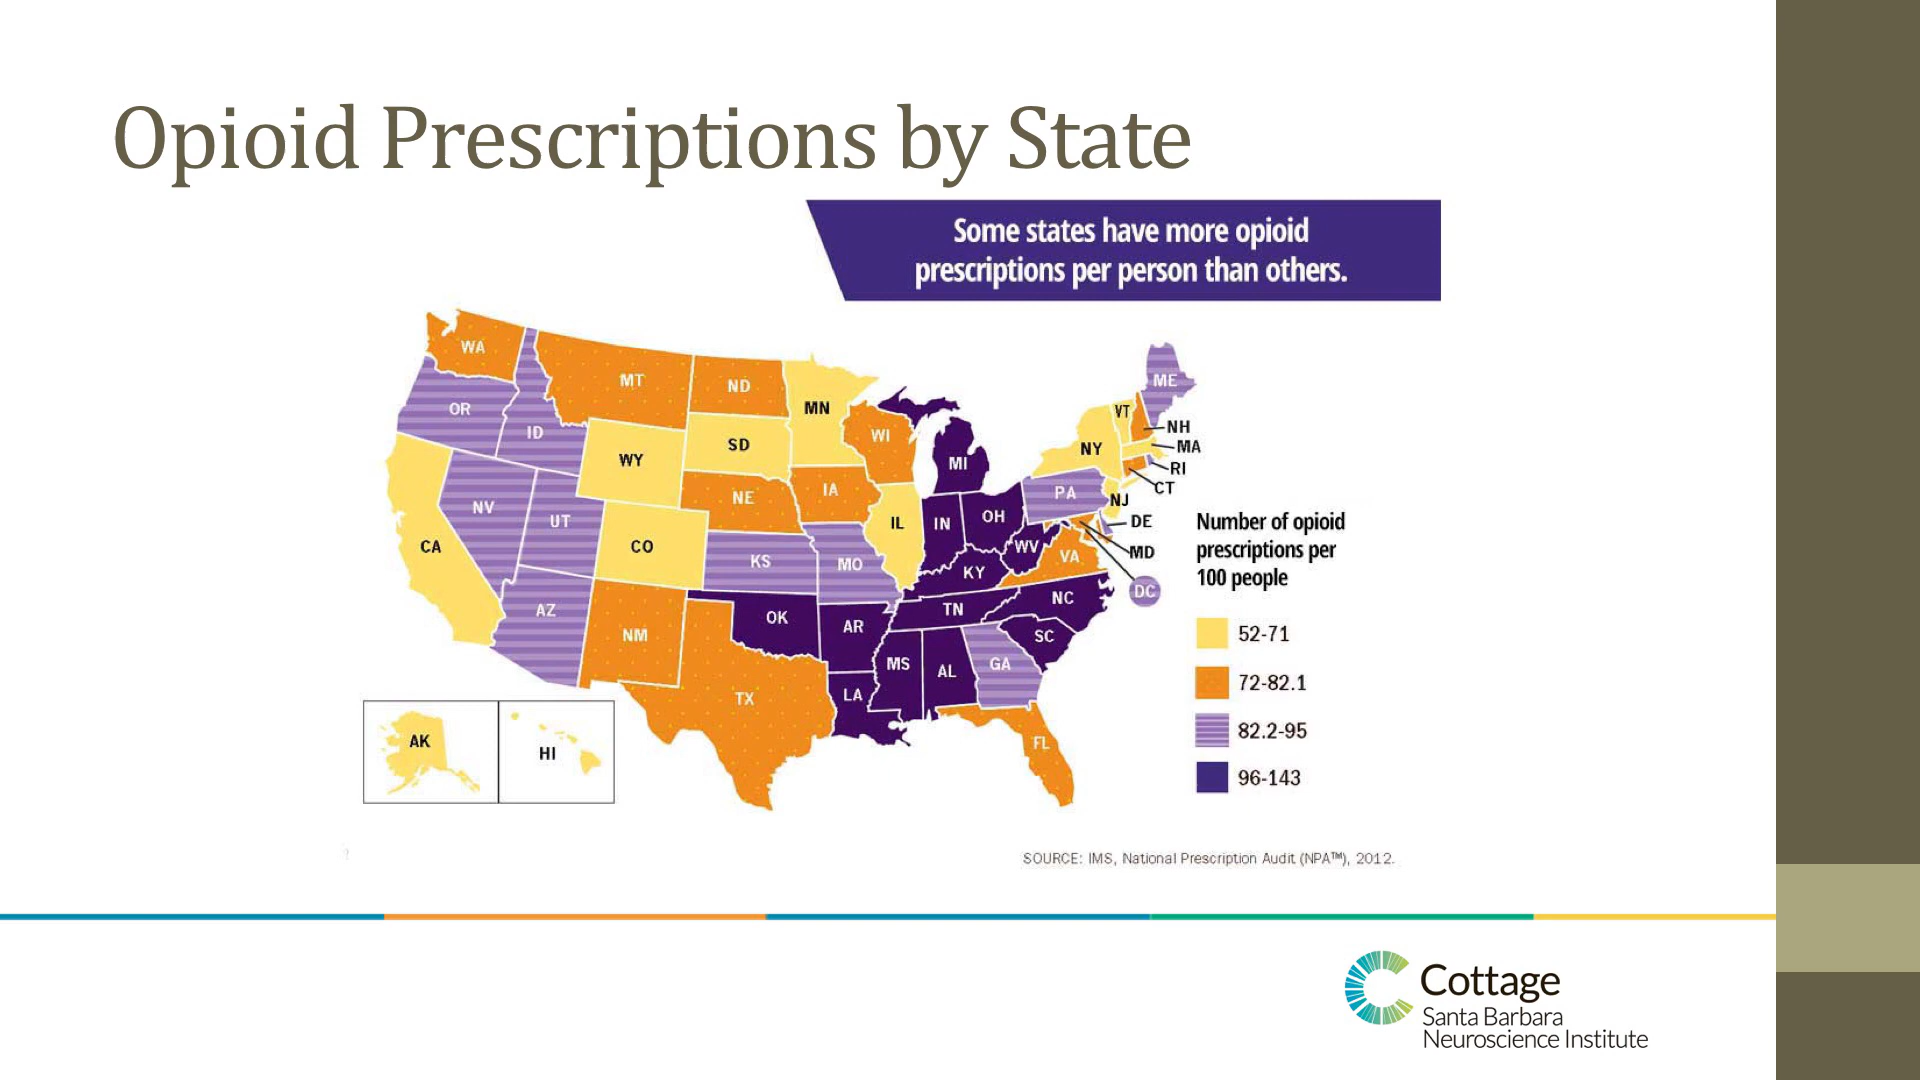 Opioid Prescriptions by State
Some states have more opioid
prescriptions per person than others.
WA
MT
ND
MN
OR
ID
WY
SD
WI
MI
NY
VT
ME
NH
MA
RI
CT
NV
UT
CO
NE
IA
IL
IN
OH
PA
NJ
DE
MD
DC
CA
AZ
NM
KS
MO
KY
WV
VA
OK
AR
TN
NC
SC
TX
LA
MS
AL
GA
FL
AK
HI
Number of opioid
prescriptions per
100 people
52-71
72-82.1
82.2-95
96-143
SOURCE: IMS, National Prescription Audit (NPA™), 2012.
Cottage
Santa Barbara
Neuroscience Institute